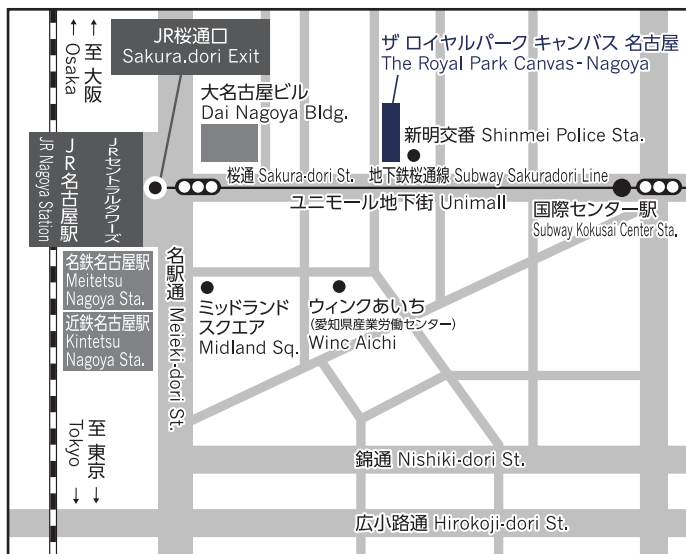 ↑ 至 大阪 ↑
Osaka
JR桜通口
Sakura.dori Exit
ザ ロイヤルパーク キャンバス 名古屋
The Royal Park Canvas-Nagoya
大名古屋ビル
Dai Nagoya Bldg.
新明交番 Shinmei Police Sta.
JRセントラルタワーズ
JR名古屋駅
JR Nagoya Station
桜通 Sakura-dori St.
地下鉄桜通線 Subway Sakuradori Line
ユニモール地下街 Unimall
国際センター駅
Subway Kokusai Center Sta.
名鉄名古屋駅
Meitetsu
Nagoya Sta.
近鉄名古屋駅
Kintetsu
Nagoya Sta.
名駅通 Meieki-dori St.
ミッドランド
スクエア
Midland Sq.
ウィンクあいち
(愛知県産業労働センター)
Winc Aichi
至 東京 ↓
Tokyo ↓
錦通 Nishiki-dori St.
広小路通 Hirokoji-dori St.